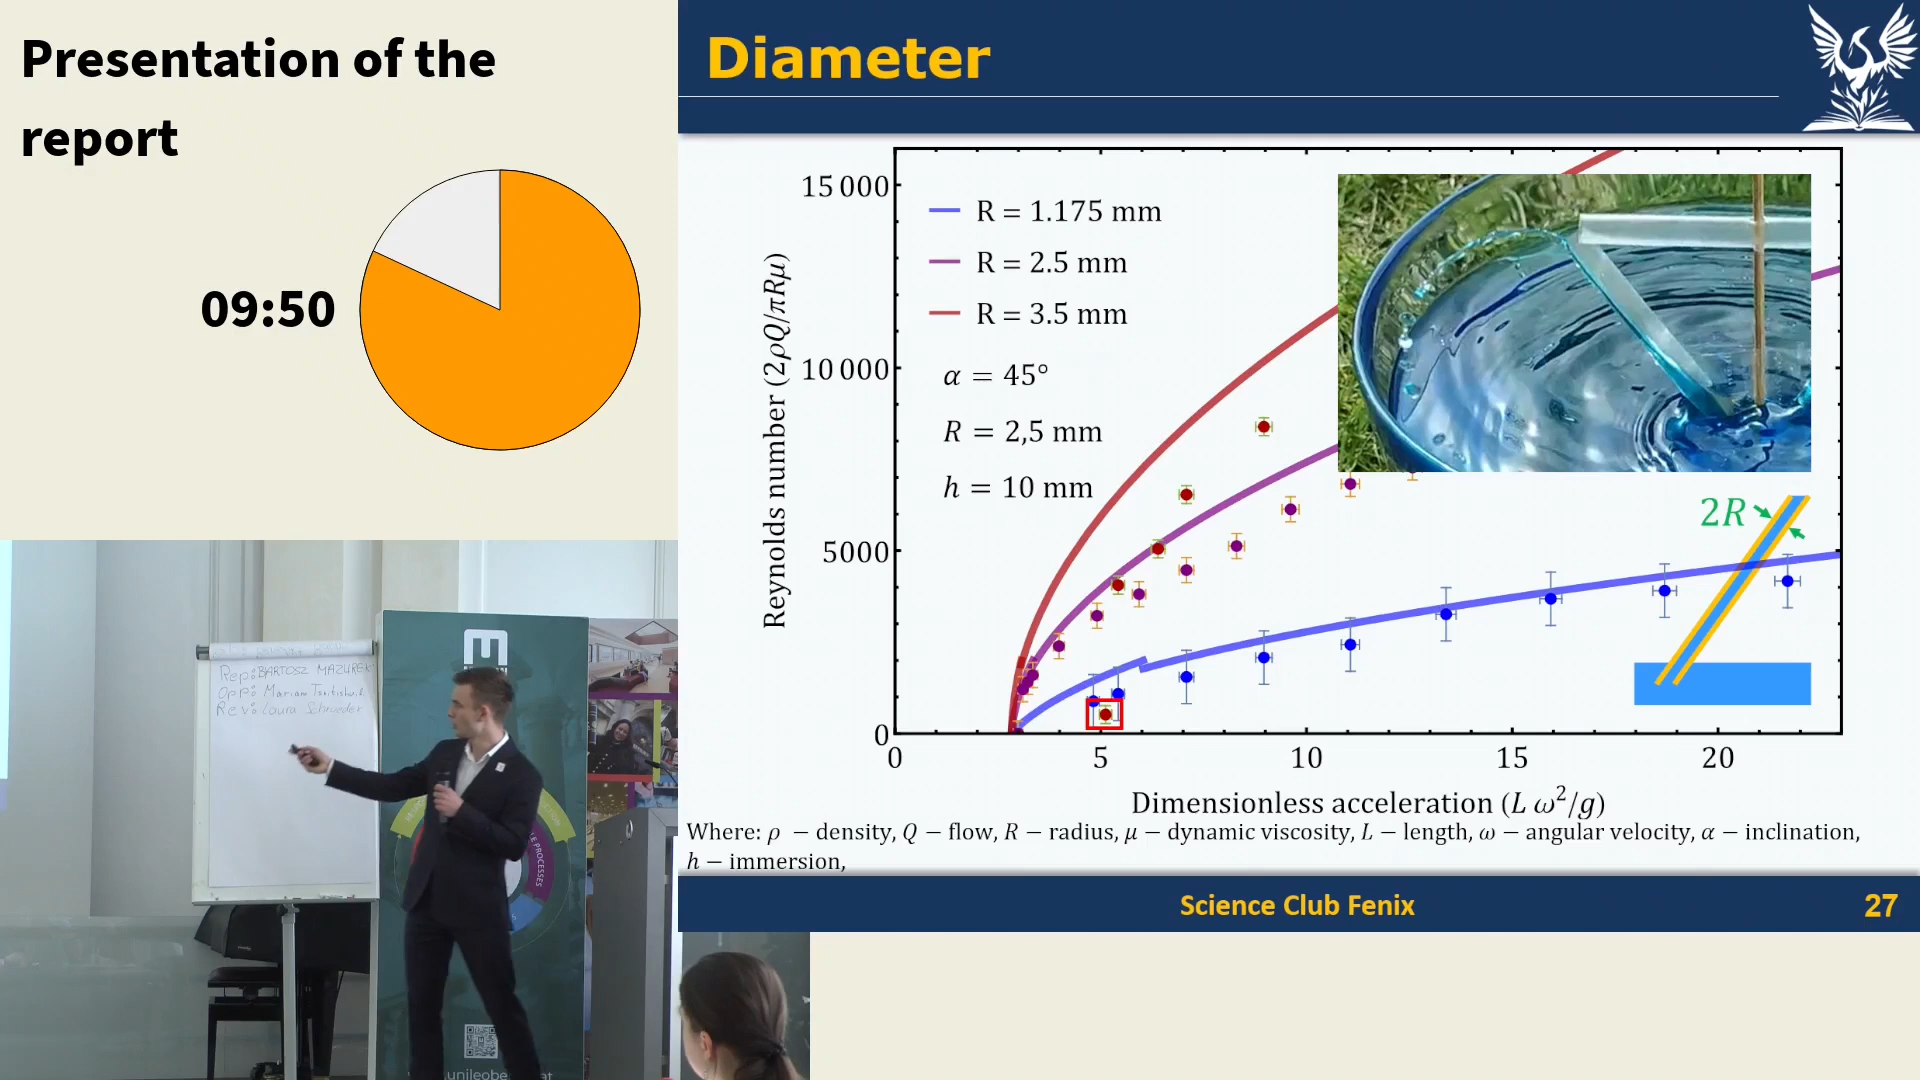 Presentation of the
report
09:50
Diameter
15 000
10 000
5000
0
Reynolds number (2ρQ/πRμ)
R = 1.175 mm
R = 2.5 mm
R = 3.5 mm
α = 45°
R = 2,5 mm
h = 10 mm
2R
0 5 10 15 20
Dimensionless acceleration (L ω²/g)
Where: ρ – density, Q – flow, R – radius, μ – dynamic viscosity, L – length, ω – angular velocity, α – inclination,
h – immersion,
Science Club Fenix
27
Rep: BARTOSZ MAZUREK
Opp: Mariam
Rev: Laura Schroeder
LE PROCESSES